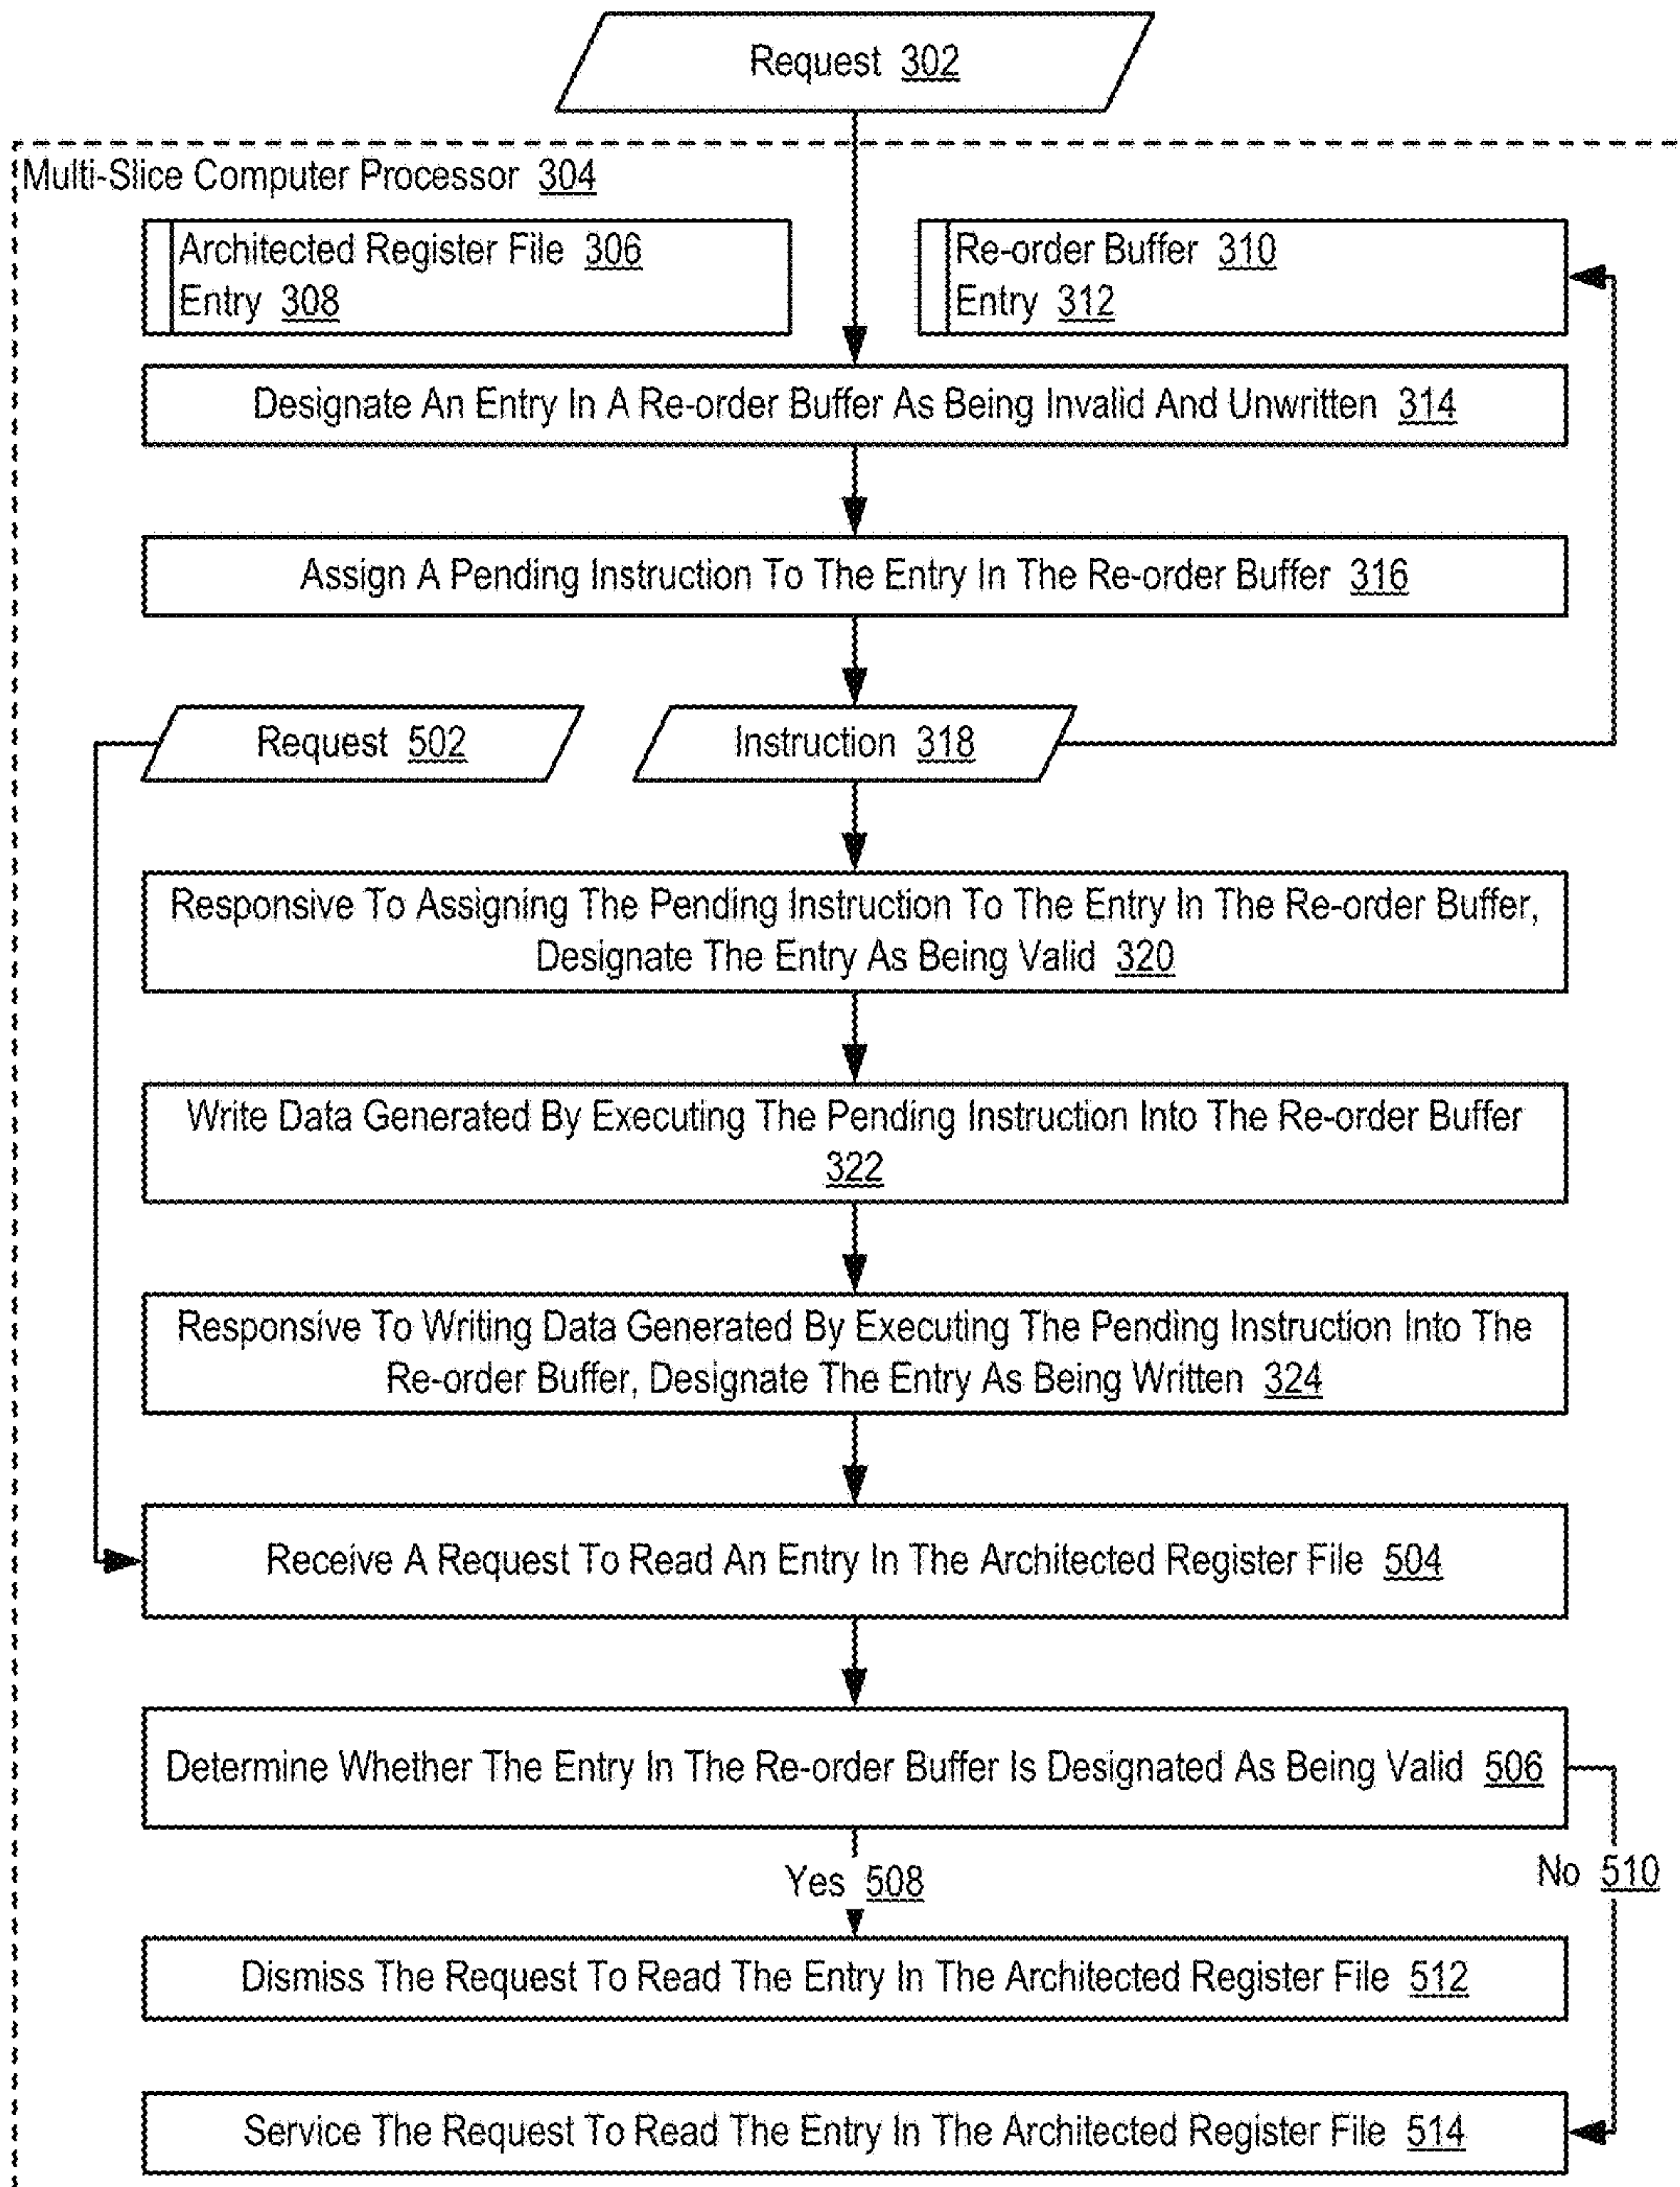 Request 302
Multi-Slice Computer Processor 304
Architected Register File 306
Entry 308
Re-order Buffer 310
Entry 312
Designate An Entry In A Re-order Buffer As Being Invalid And Unwritten 314
Assign A Pending Instruction To The Entry In The Re-order Buffer 316
Request 502
Instruction 318
Responsive To Assigning The Pending Instruction To The Entry In The Re-order Buffer,
Designate The Entry As Being Valid 320
Write Data Generated By Executing The Pending Instruction Into The Re-order Buffer
322
Responsive To Writing Data Generated By Executing The Pending Instruction Into The
Re-order Buffer, Designate The Entry As Being Written 324
Receive A Request To Read An Entry In The Architected Register File 504
Determine Whether The Entry In The Re-order Buffer Is Designated As Being Valid 506
Yes 508
No 510
Dismiss The Request To Read The Entry In The Architected Register File 512
Service The Request To Read The Entry In The Architected Register File 514